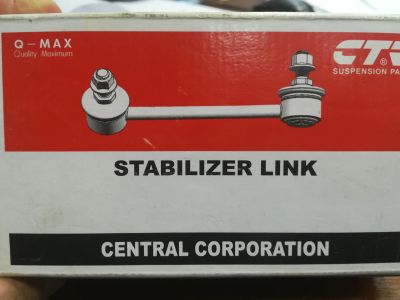 Q-MAX
Quality Maximum
CTR®
SUSPENSION PA
STABILIZER LINK
CENTRAL CORPORATION